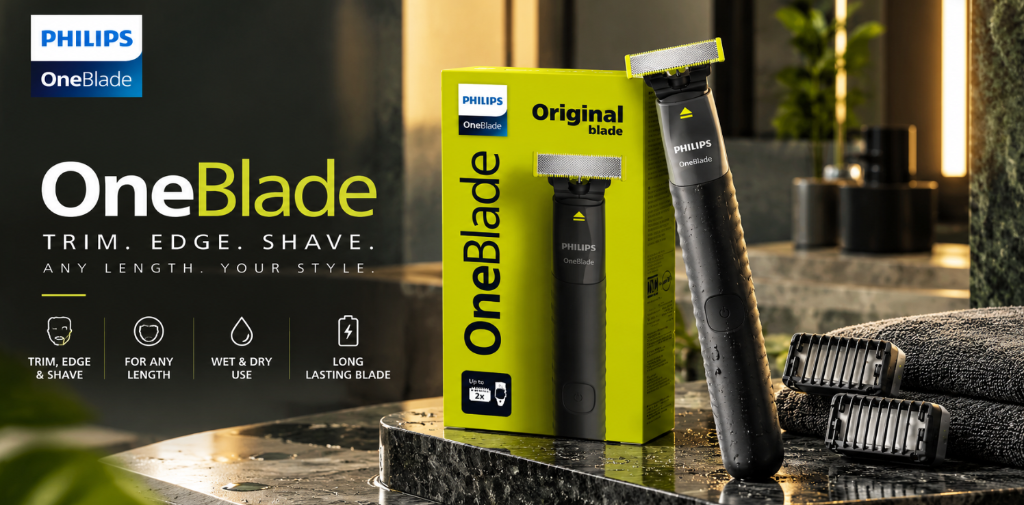 PHILIPS
OneBlade
OneBlade
TRIM. EDGE. SHAVE.
ANY LENGTH. YOUR STYLE.
TRIM, EDGE
& SHAVE
FOR ANY
LENGTH
WET & DRY
USE
LONG
LASTING BLADE
PHILIPS
OneBlade
Original
blade
OneBlade
PHILIPS
OneBlade
Up to
2x
PHILIPS
OneBlade